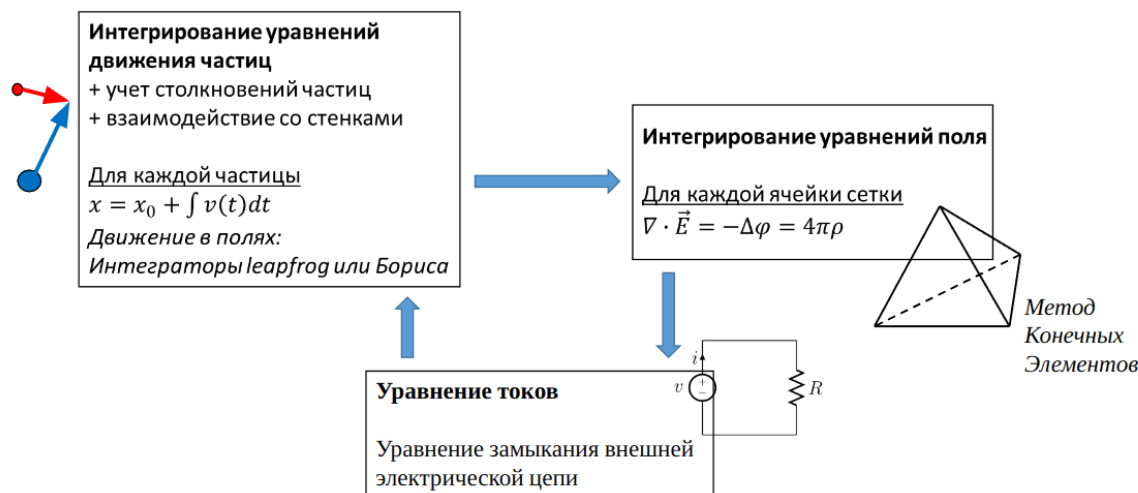 Интегрирование уравнений
движения частиц
+ учет столкновений частиц
+ взаимодействие со стенками
Для каждой частицы
x = x₀ + ∫ v(t)dt
Движение в полях:
Интеграторы leapfrog или Бориса
Интегрирование уравнений поля
Для каждой ячейки сетки
∇ · E⃗ = −Δφ = 4πρ
Метод
Конечных
Элементов
Уравнение токов
Уравнение замыкания внешней
электрической цепи
i
v
+
−
R